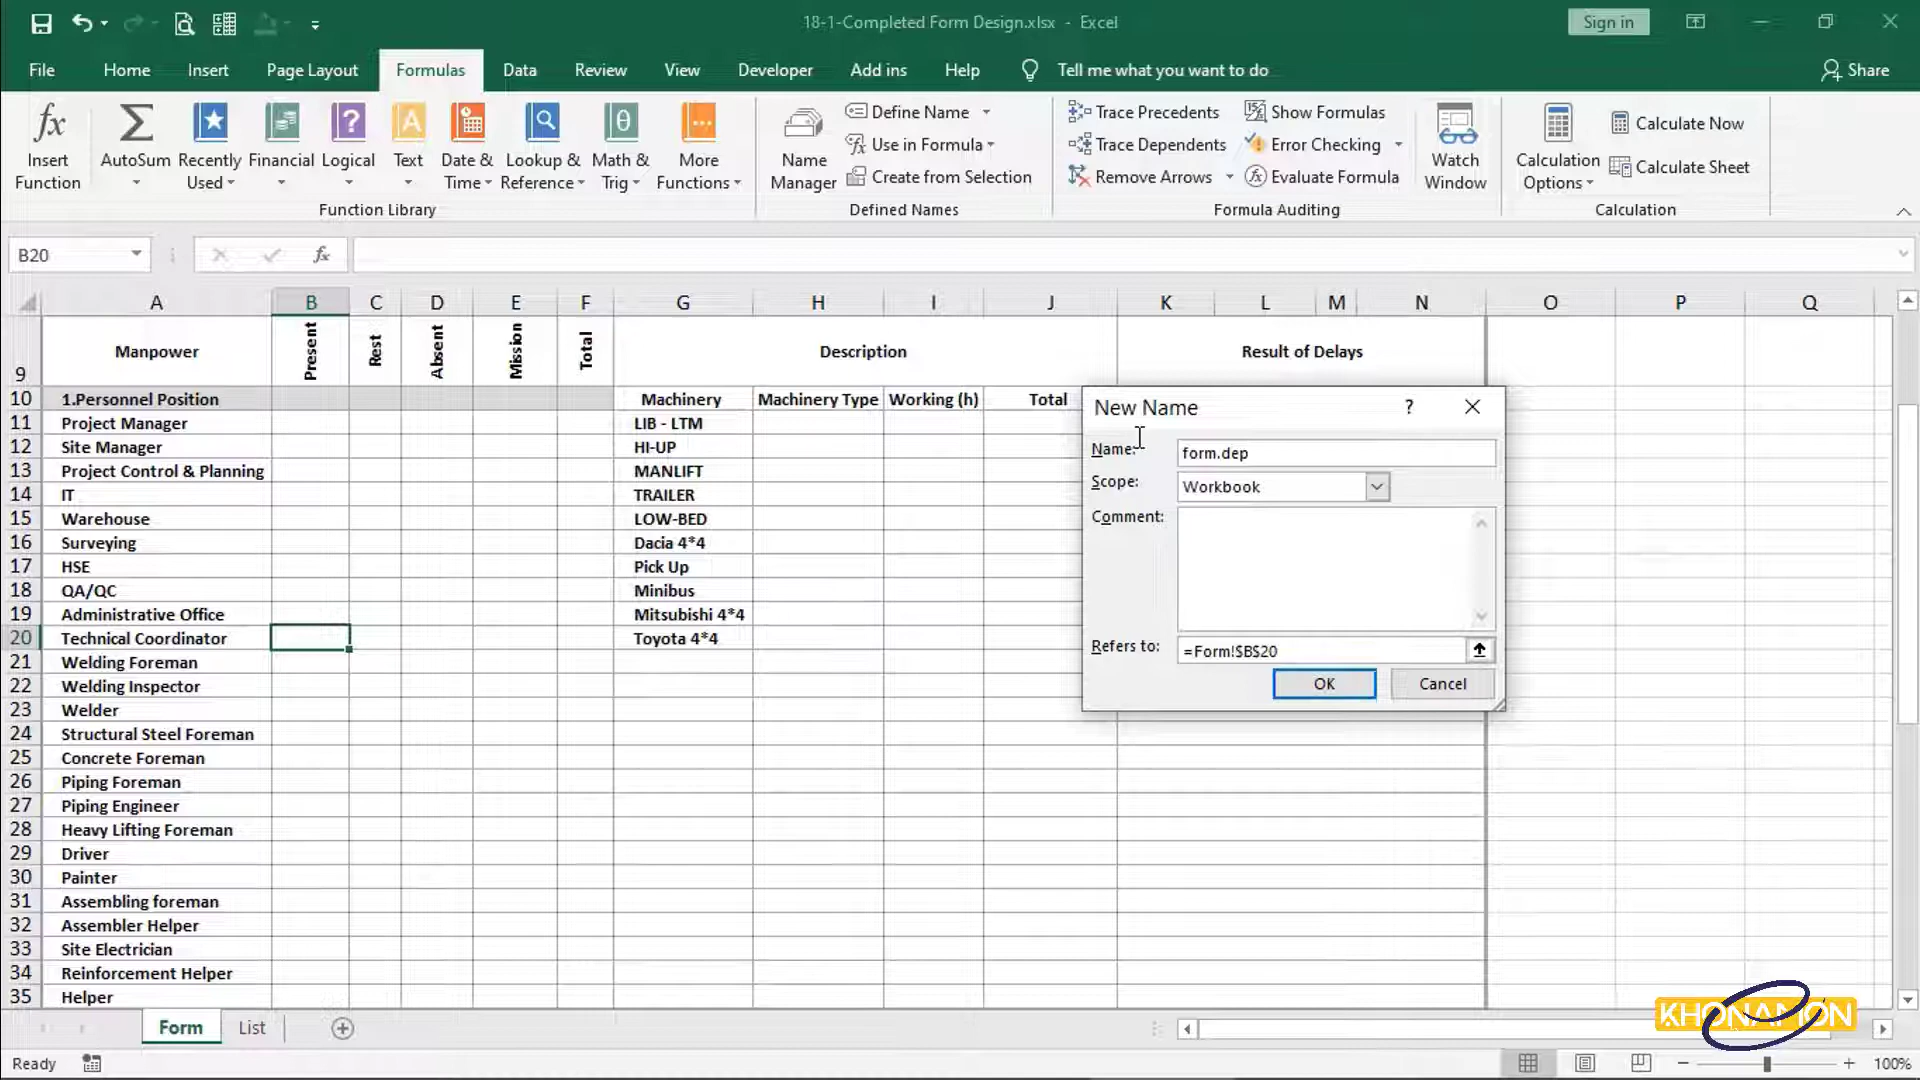 18-1-Completed Form Design.xlsx - Excel
Sign in
File Home Insert Page Layout Formulas Data Review View Developer Add ins Help Tell me what you want to do Share
fx Insert Function
Σ AutoSum
Recently Used
Financial
Logical
Text
Date & Time
Lookup & Reference
Math & Trig
More Functions
Function Library
Name Manager
Define Name
Use in Formula
Create from Selection
Defined Names
Trace Precedents
Trace Dependents
Remove Arrows
Show Formulas
Error Checking
Evaluate Formula
Formula Auditing
Watch Window
Calculation Options
Calculate Now
Calculate Sheet
Calculation
B20 fx
A B C D E F G H I J K L M N O P Q
9 Manpower Present Rest Absent Mission Total Description Result of Delays
10 1.Personnel Position Machinery Machinery Type Working (h) Total
11 Project Manager LIB - LTM
12 Site Manager HI-UP
13 Project Control & Planning MANLIFT
14 IT TRAILER
15 Warehouse LOW-BED
16 Surveying Dacia 4*4
17 HSE Pick Up
18 QA/QC Minibus
19 Administrative Office Mitsubishi 4*4
20 Technical Coordinator Toyota 4*4
21 Welding Foreman
22 Welding Inspector
23 Welder
24 Structural Steel Foreman
25 Concrete Foreman
26 Piping Foreman
27 Piping Engineer
28 Heavy Lifting Foreman
29 Driver
30 Painter
31 Assembling foreman
32 Assembler Helper
33 Site Electrician
34 Reinforcement Helper
35 Helper
New Name ?
Name: form.dep
Scope: Workbook
Comment:
Refers to: =Form!$B$20
OK Cancel
Form List
KHONAMON
Ready 100%